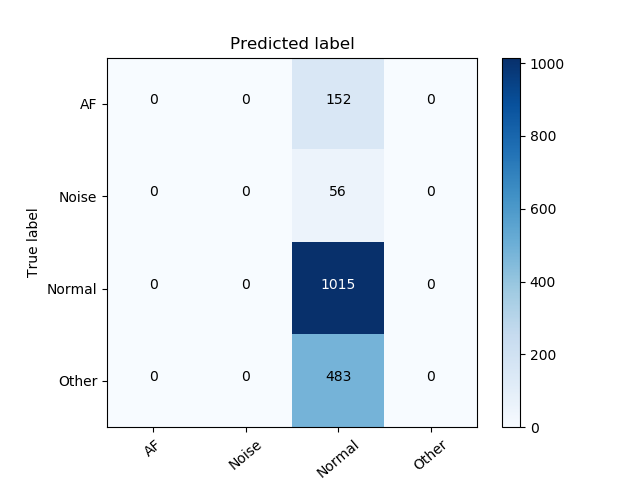 Predicted label
True label
AF 0 0 152 0
Noise 0 0 56 0
Normal 0 0 1015 0
Other 0 0 483 0
AF Noise Normal Other
1000
800
600
400
200
0